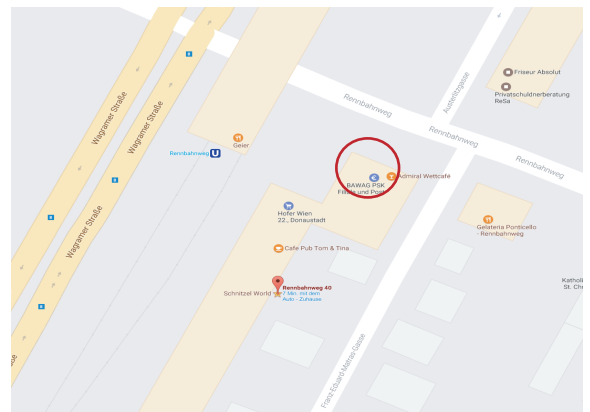 Friseur Absolut
Privatschuldnerberatung
ReSa
Wagramer Straße
Wagramer Straße
Austerlitzgasse
Rennbahnweg
Rennbahnweg
Rennbahnweg
Geier
Rennbahnweg U
BAWAG PSK
Filiale und Post
Admiral Wettcafé
Hofer Wien
22., Donaustadt
Gelateria Ponticello
- Rennbahnweg
Wagramer Straße
Cafe Pub Tom & Tina
Schnitzel World
Rennbahnweg 40
7 Min. mit dem
Auto - Zuhause
Kathol
St. Chr
Franz-Eduard-Matras-Gasse